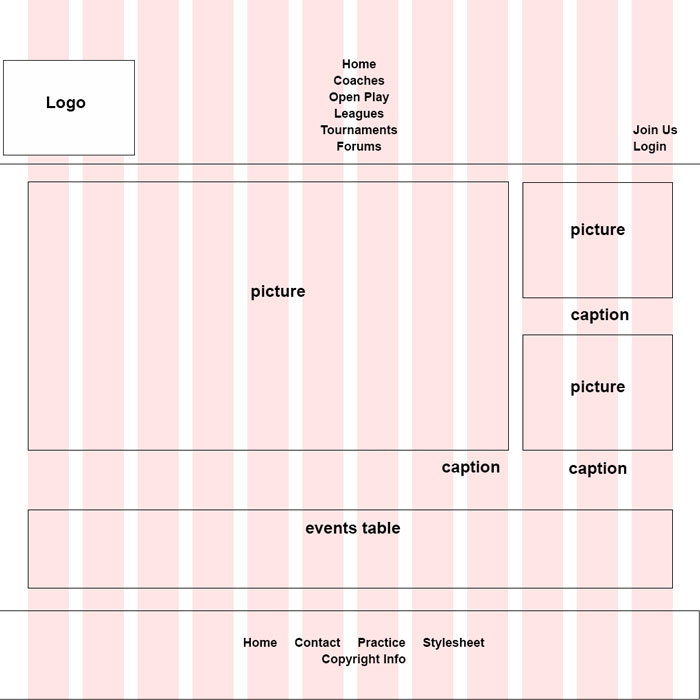 Logo
Home
Coaches
Open Play
Leagues
Tournaments
Forums
Join Us
Login
picture
picture
caption
picture
caption
caption
events table
Home Contact Practice Stylesheet
Copyright Info